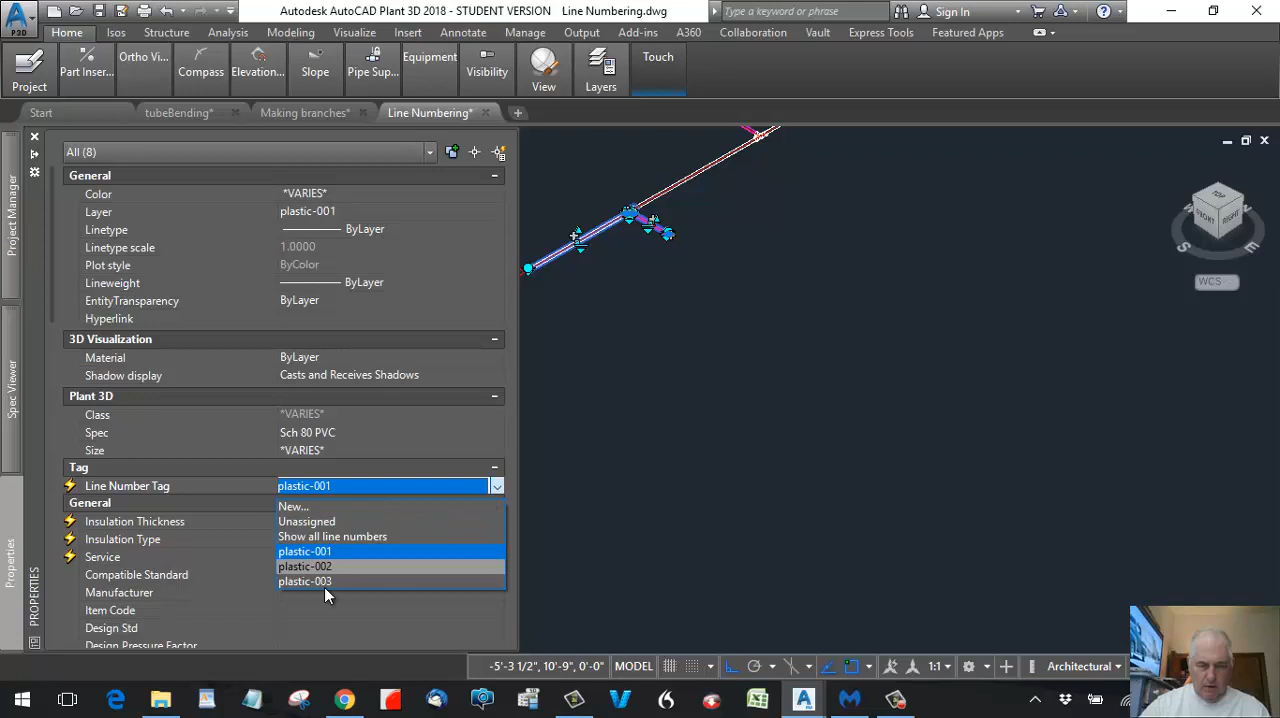 Autodesk AutoCAD Plant 3D 2018 - STUDENT VERSION Line Numbering.dwg
Type a keyword or phrase
Sign In
P3D
Home Isos Structure Analysis Modeling Visualize Insert Annotate Manage Output Add-ins A360 Collaboration Vault Express Tools Featured Apps
Project
Part Inser...
Ortho Vi...
Compass
Elevation...
Slope
Pipe Sup...
Equipment
Visibility
View
Layers
Touch
Start
tubeBending*
Making branches*
Line Numbering*
Project Manager
Spec Viewer
Properties
PROPERTIES
All (8)
General
Color *VARIES*
Layer plastic-001
Linetype ByLayer
Linetype scale 1.0000
Plot style ByColor
Lineweight ByLayer
EntityTransparency ByLayer
Hyperlink
3D Visualization
Material ByLayer
Shadow display Casts and Receives Shadows
Plant 3D
Class *VARIES*
Spec Sch 80 PVC
Size *VARIES*
Tag
Line Number Tag plastic-001
General
New...
Unassigned
Show all line numbers
plastic-001
plastic-002
plastic-003
Insulation Thickness
Insulation Type
Service
Compatible Standard
Manufacturer
Item Code
Design Std
Design Pressure Factor
TOP
FRONT
RIGHT
W
N
S
E
WCS
-5'-3 1/2", 10'-9", 0'-0" MODEL
1:1
Architectural